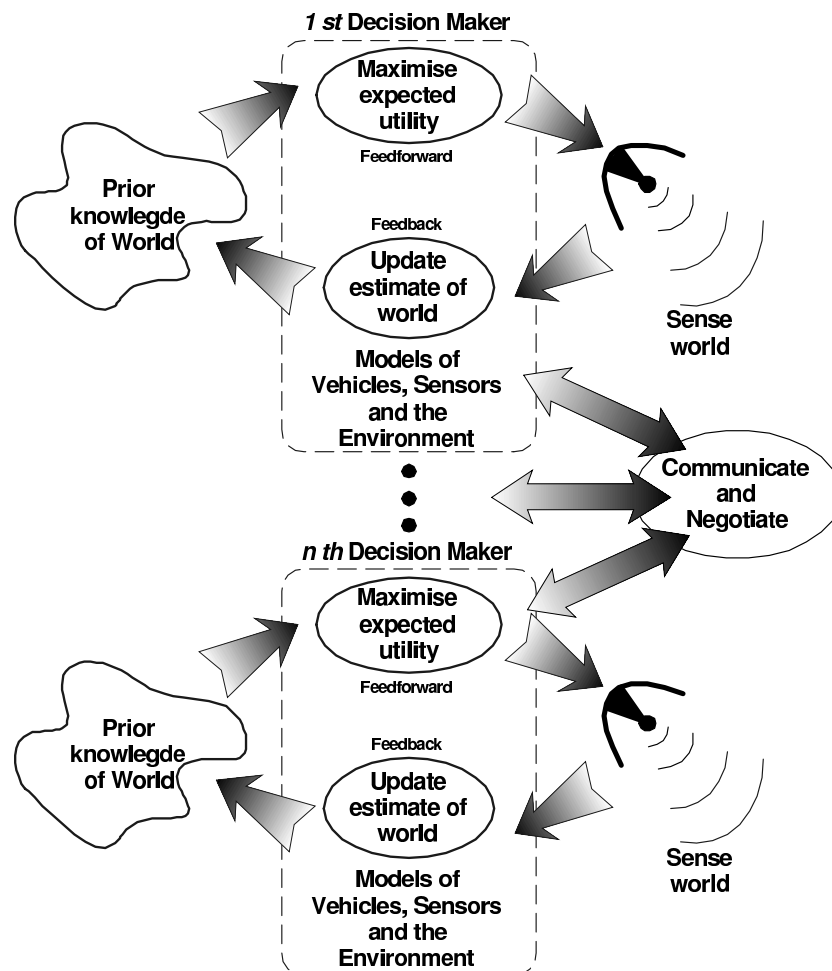 1 st Decision Maker
Maximise
expected
utility
Feedforward
Prior
knowlegde
of World
Feedback
Update
estimate of
world
Sense
world
Models of
Vehicles, Sensors
and the
Environment
Communicate
and
Negotiate
n th Decision Maker
Maximise
expected
utility
Feedforward
Prior
knowlegde
of World
Feedback
Update
estimate of
world
Sense
world
Models of
Vehicles, Sensors
and the
Environment